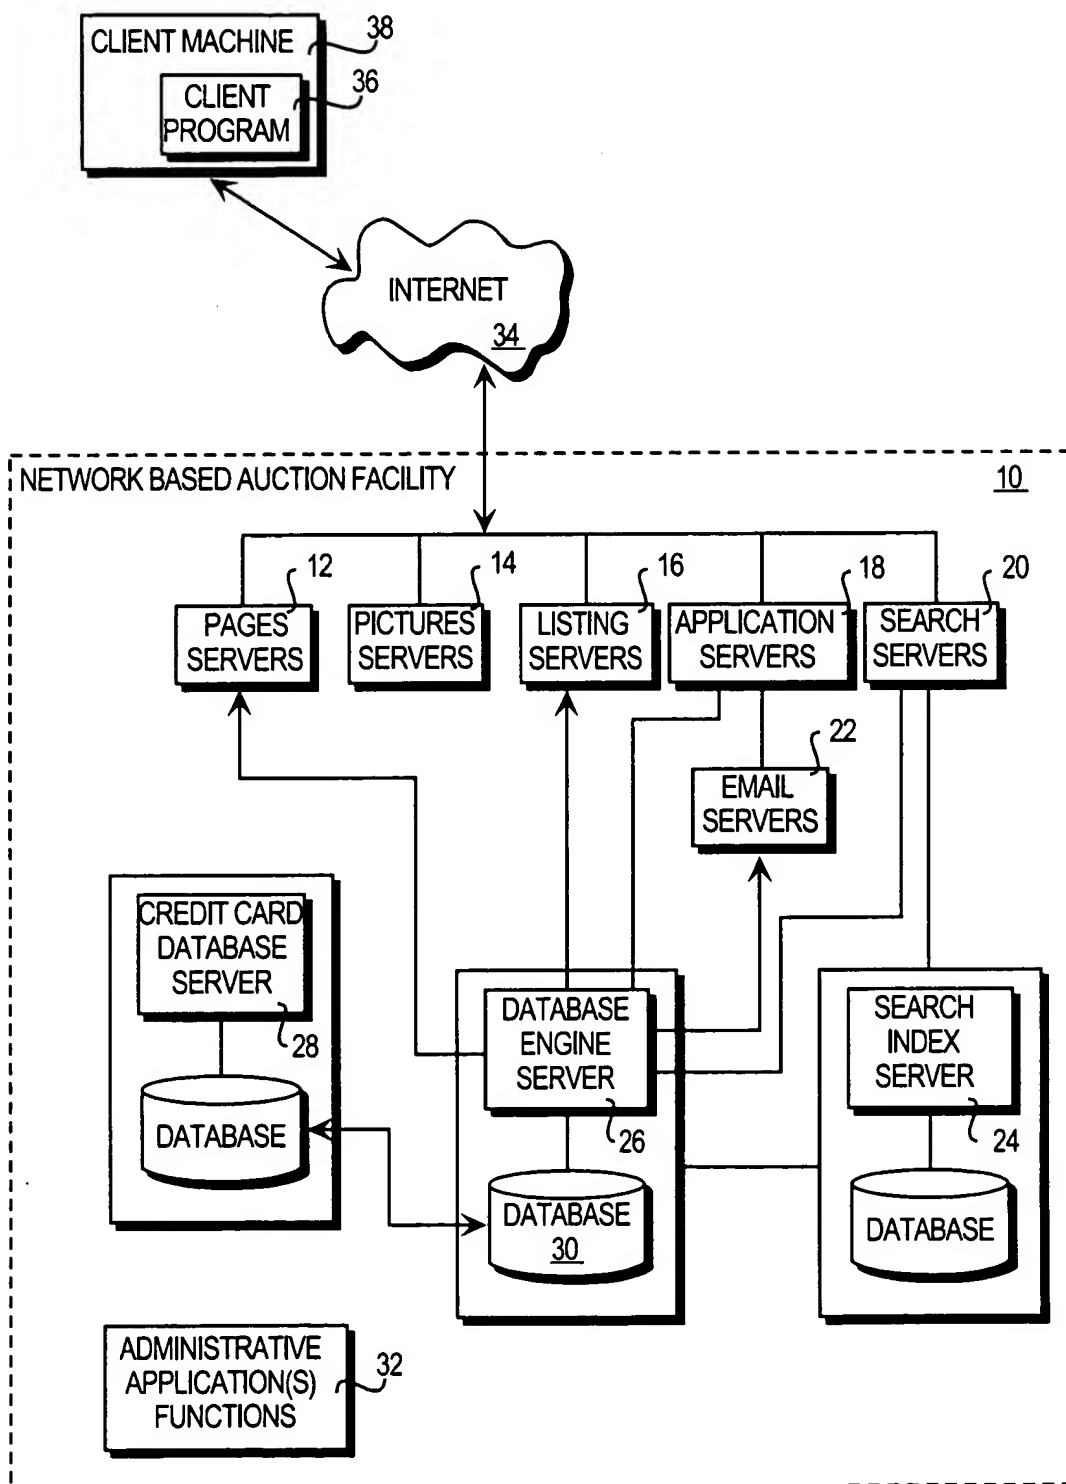 CLIENT MACHINE
38
CLIENT
PROGRAM
36
INTERNET
34
NETWORK BASED AUCTION FACILITY
10
12
14
16
18
20
PAGES
SERVERS
PICTURES
SERVERS
LISTING
SERVERS
APPLICATION
SERVERS
SEARCH
SERVERS
22
EMAIL
SERVERS
CREDIT CARD
DATABASE
SERVER
28
DATABASE
DATABASE
ENGINE
SERVER
26
DATABASE
30
SEARCH
INDEX
SERVER
24
DATABASE
ADMINISTRATIVE
APPLICATION(S)
FUNCTIONS
32